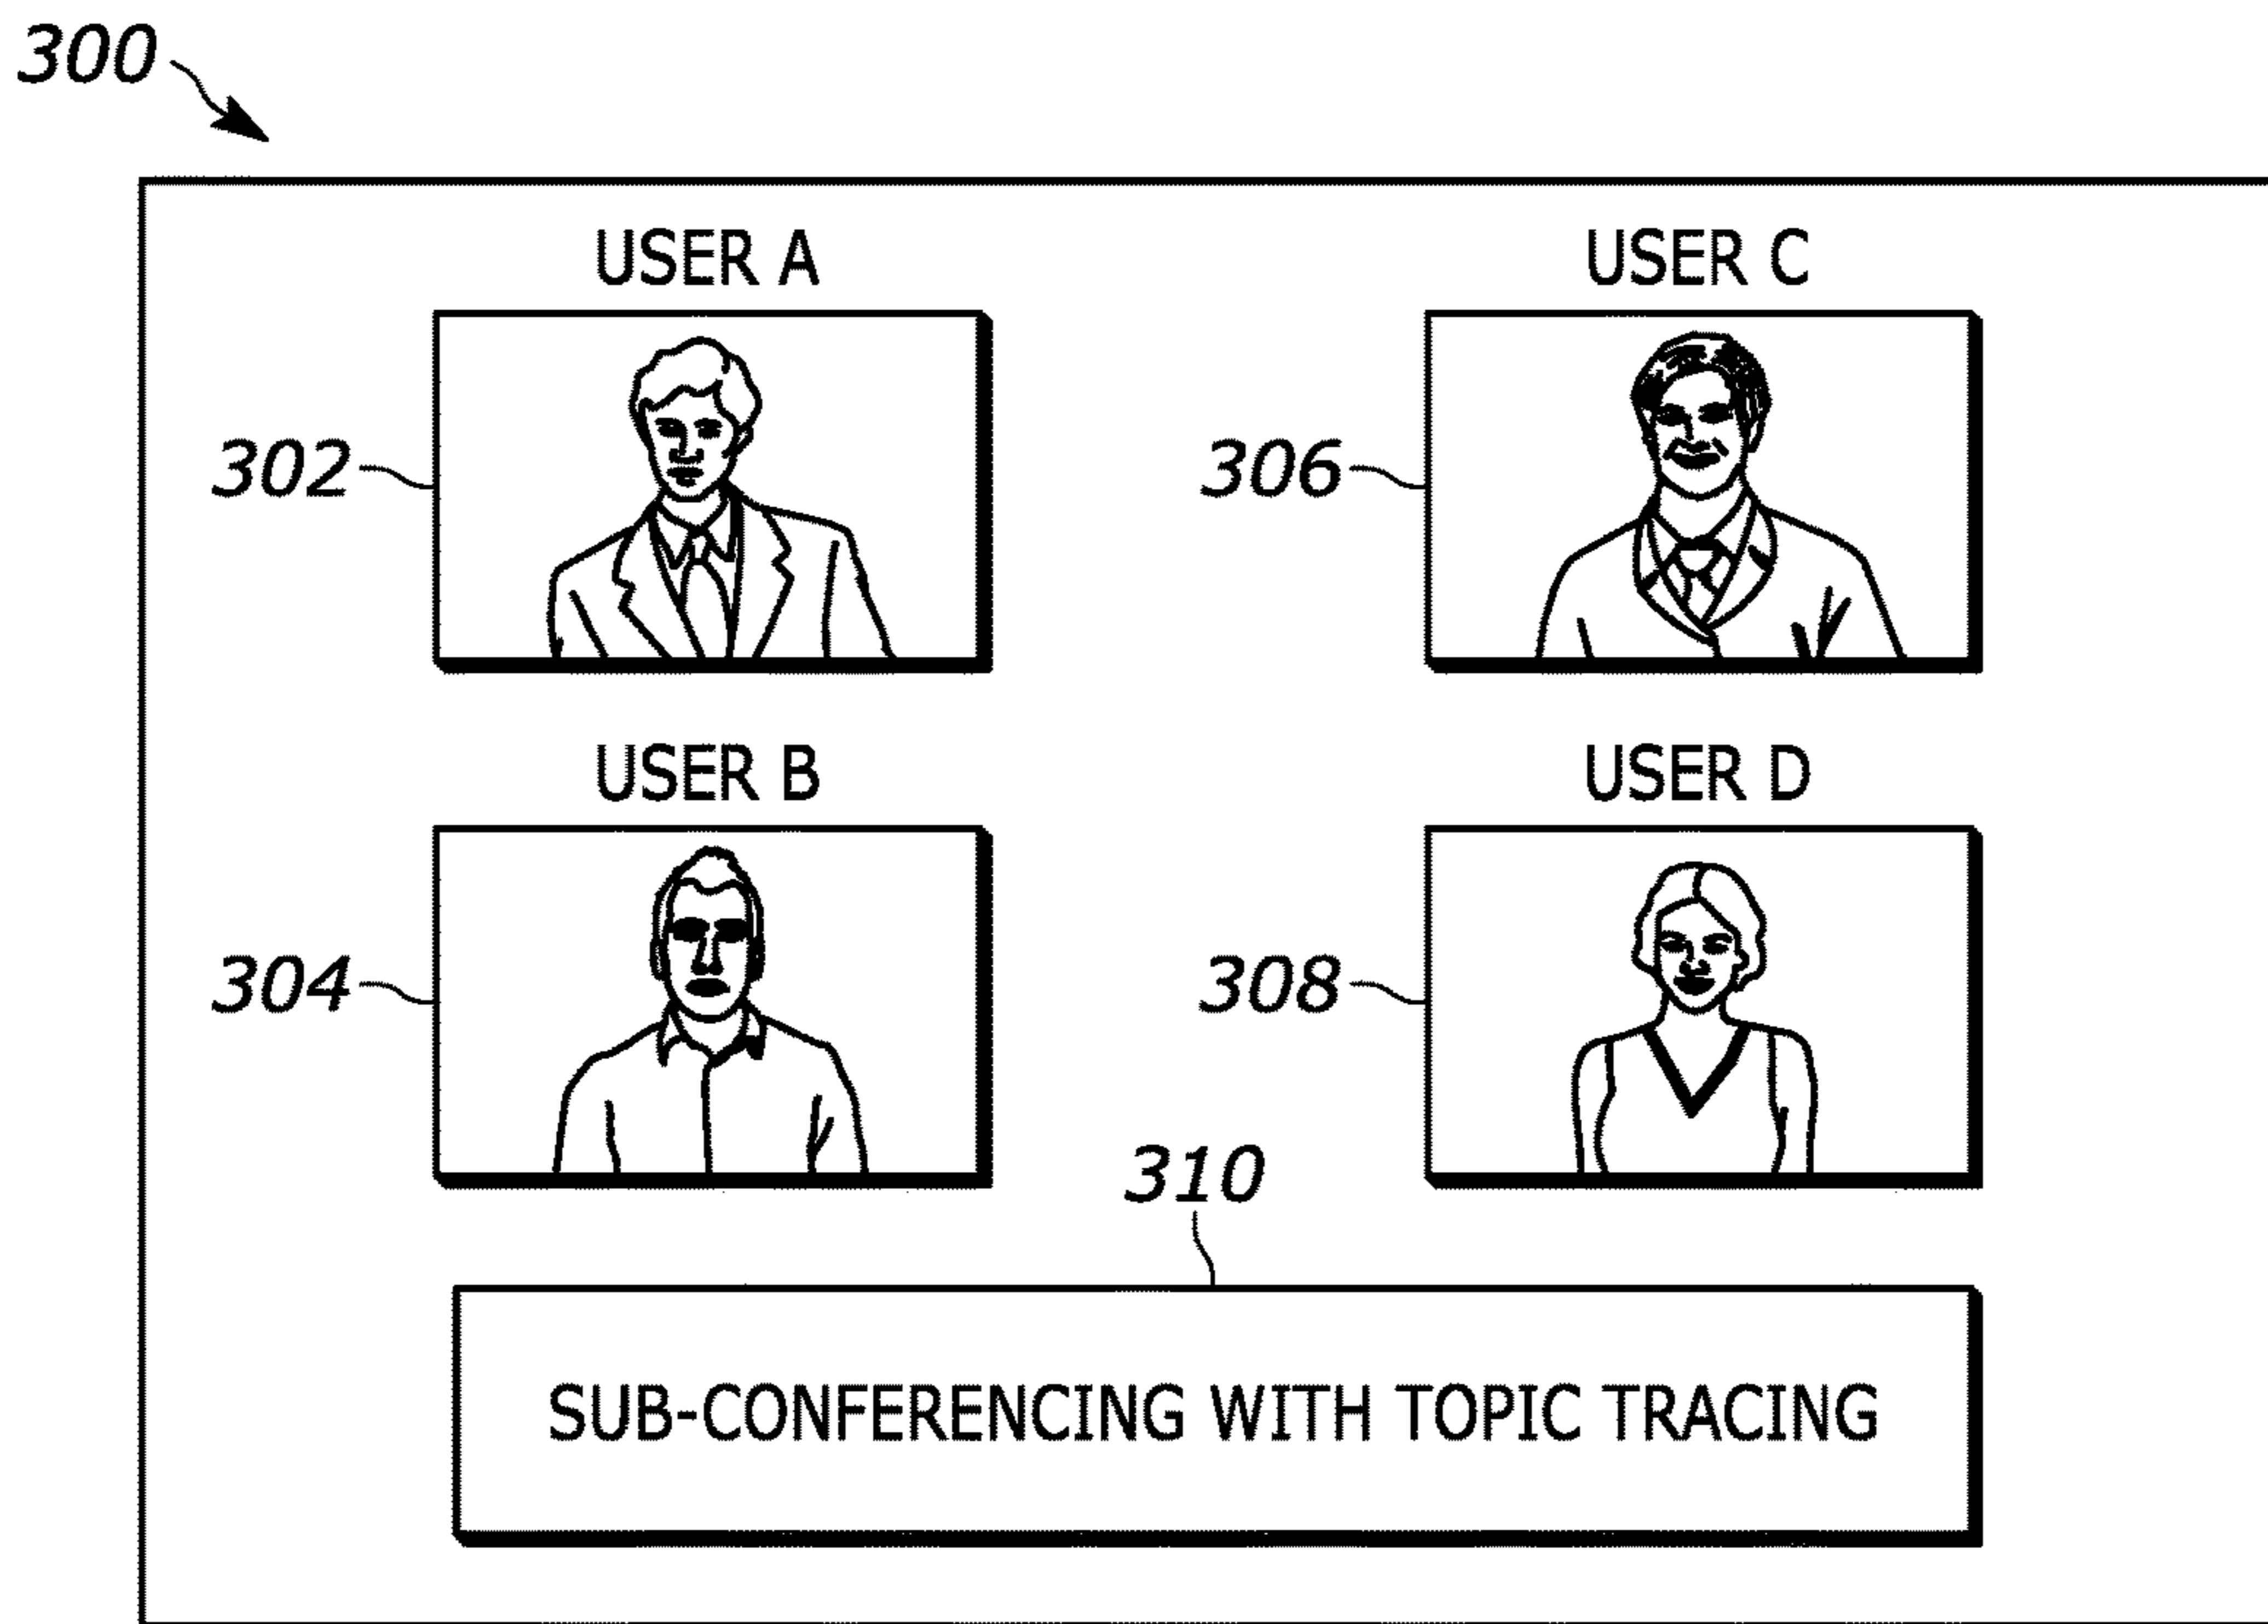 300
USER A
USER C
302
306
USER B
USER D
304
308
310
SUB-CONFERENCING WITH TOPIC TRACING